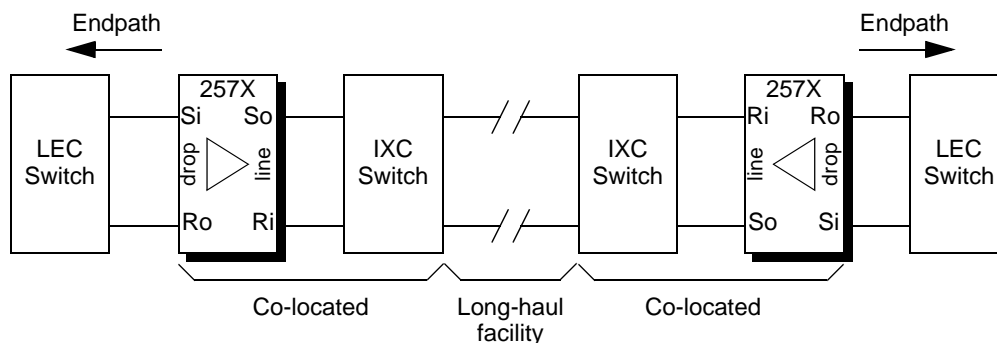 Endpath
Endpath
LEC
Switch
257X
Si
So
drop
line
Ro
Ri
IXC
Switch
IXC
Switch
257X
Ri
Ro
line
drop
So
Si
LEC
Switch
Co-located
Long-haul
facility
Co-located